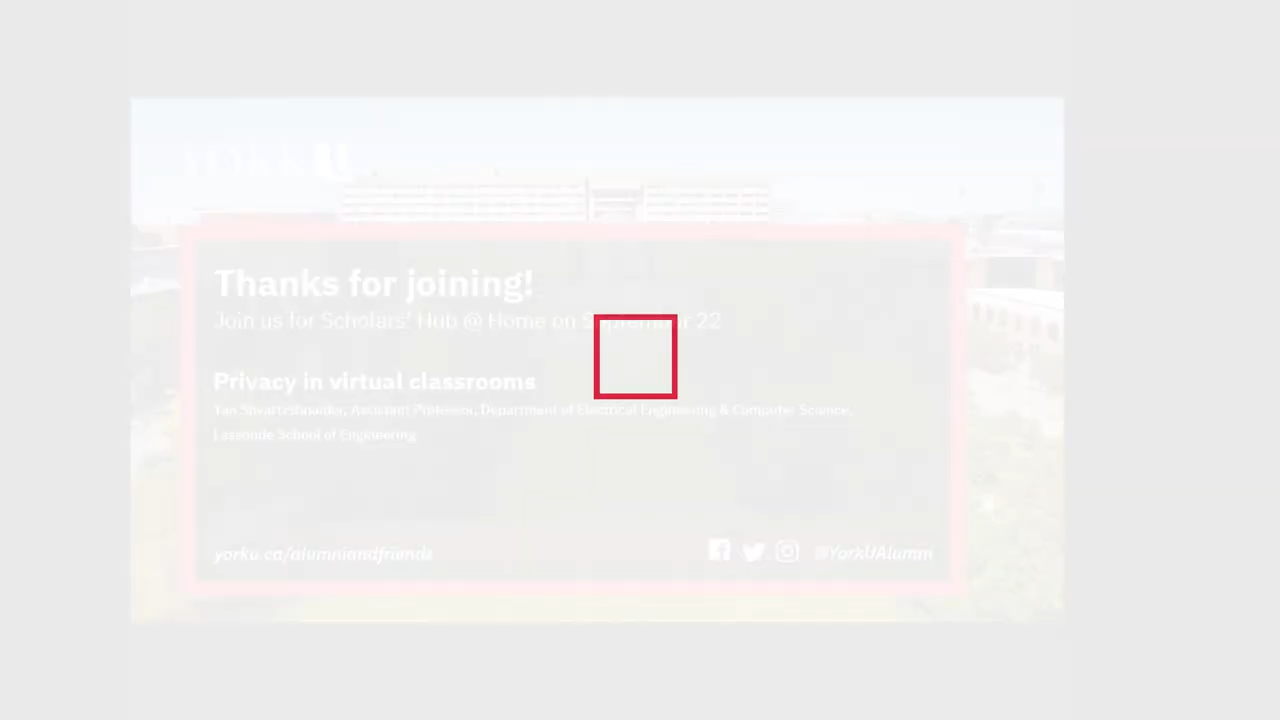 YORK U
Thanks for joining!
Join us for Scholars' Hub @ Home on September 22
Privacy in virtual classrooms
Yan Shvartzshnaider, Assistant Professor, Department of Electrical Engineering & Computer Science,
Lassonde School of Engineering
yorku.ca/alumniandfriends
@YorkUAlumni